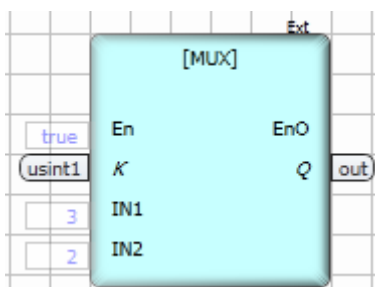 Ext
[MUX]
true En EnO
usint1 K Q out
3 IN1
2 IN2